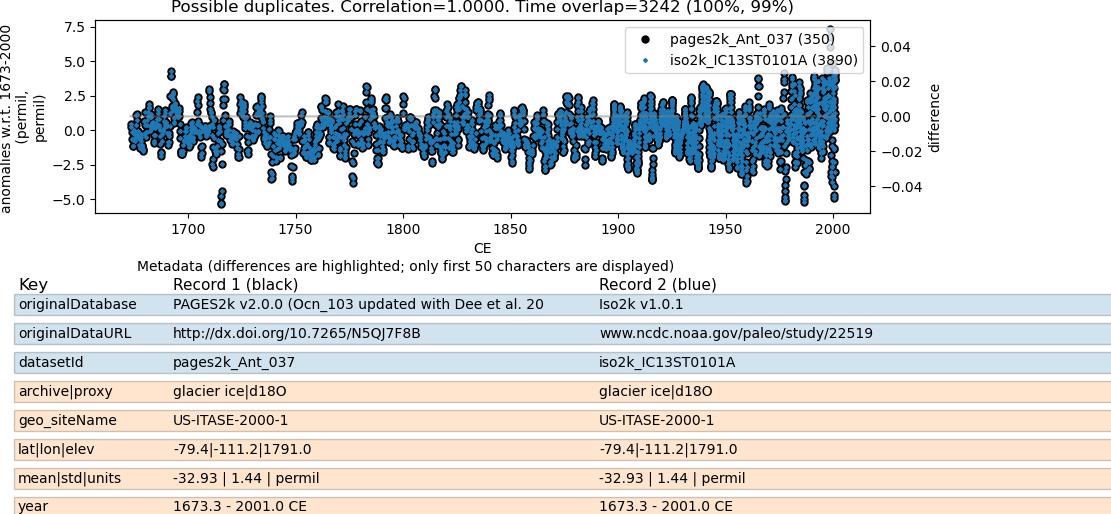 Possible duplicates. Correlation=1.0000. Time overlap=3242 (100%, 99%)
7.5
5.0
2.5
0.0
−2.5
−5.0
anomalies w.r.t. 1673-2000
(permil,
permil)
pages2k_Ant_037 (350)
iso2k_IC13ST0101A (3890)
0.04
0.02
0.00
−0.02
−0.04
difference
1700 1750 1800 1850 1900 1950 2000
CE
Metadata (differences are highlighted; only first 50 characters are displayed)
Key Record 1 (black) Record 2 (blue)
originalDatabase PAGES2k v2.0.0 (Ocn_103 updated with Dee et al. 20 Iso2k v1.0.1
originalDataURL http://dx.doi.org/10.7265/N5QJ7F8B www.ncdc.noaa.gov/paleo/study/22519
datasetId pages2k_Ant_037 iso2k_IC13ST0101A
archive|proxy glacier ice|d18O glacier ice|d18O
geo_siteName US-ITASE-2000-1 US-ITASE-2000-1
lat|lon|elev -79.4|-111.2|1791.0 -79.4|-111.2|1791.0
mean|std|units -32.93 | 1.44 | permil -32.93 | 1.44 | permil
year 1673.3 - 2001.0 CE 1673.3 - 2001.0 CE